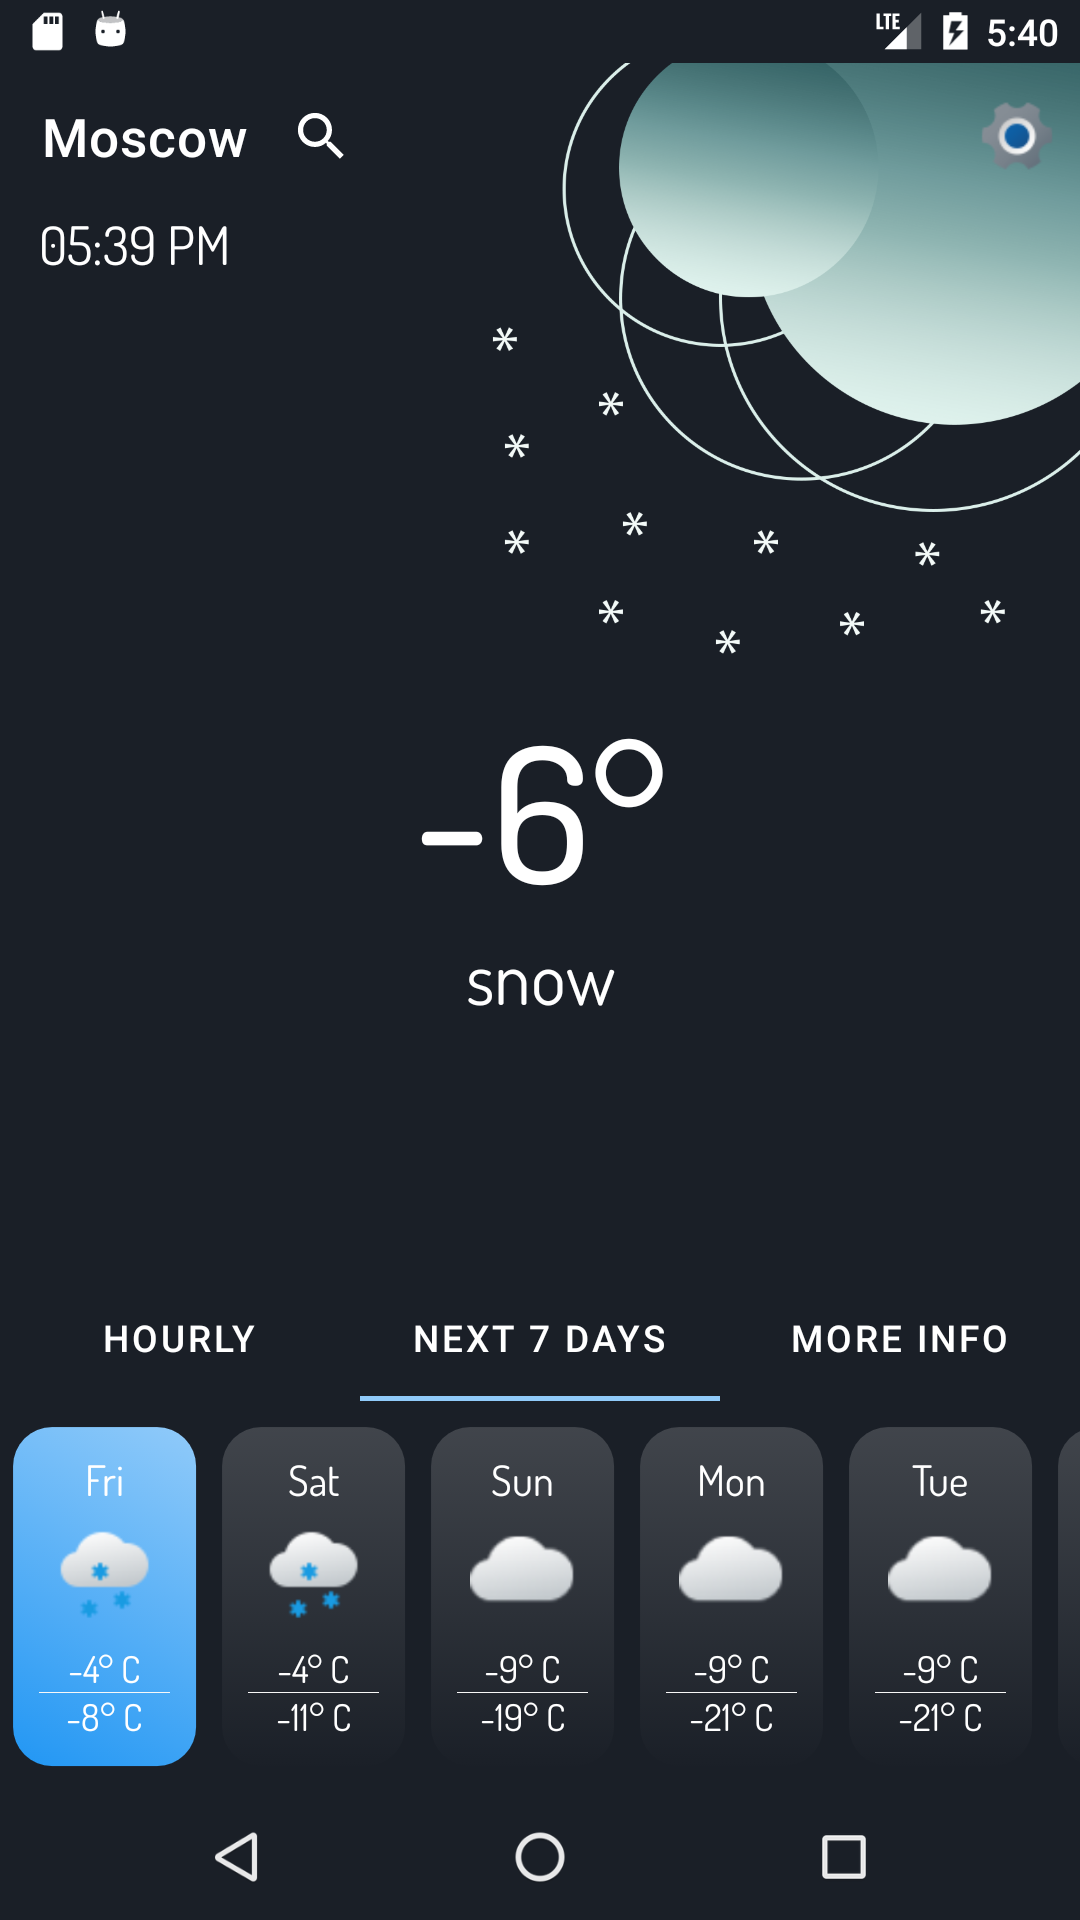 LTE 5:40
Moscow
05:39 PM
-6°
snow
HOURLY NEXT 7 DAYS MORE INFO
Fri Sat Sun Mon Tue
-4° C -4° C -9° C -9° C -9° C
-8° C -11° C -19° C -21° C -21° C